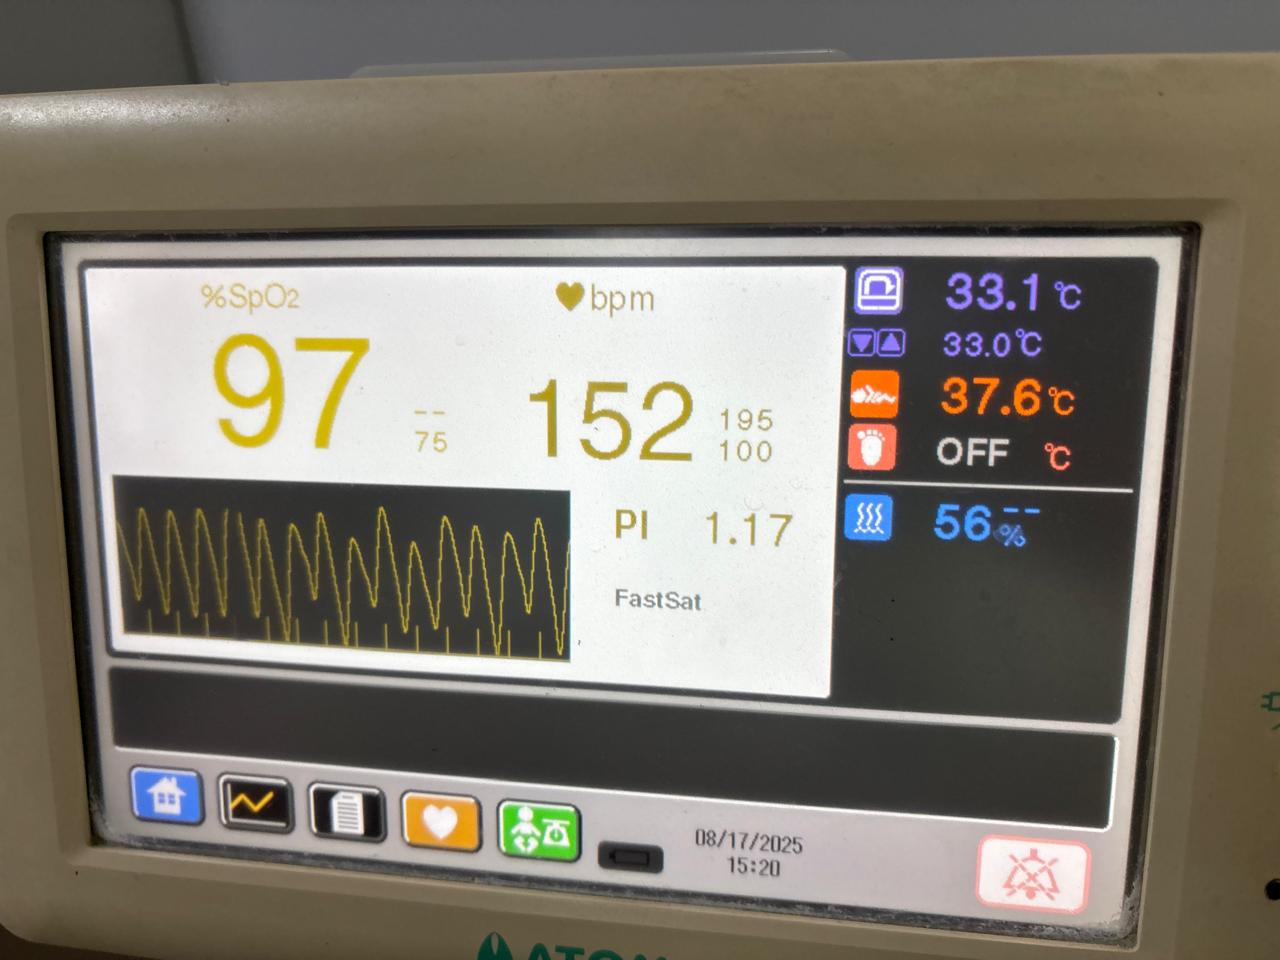 %SpO2
97
--
75
bpm
152
195
100
PI 1.17
FastSat
33.1 ℃
33.0℃
37.6℃
OFF ℃
56 -- %
08/17/2025
15:20